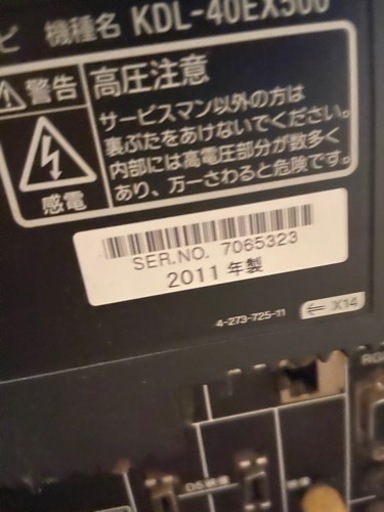 機種名 KDL-40EX500
警告 高圧注意
サービスマン以外の方は
裏ぶたをあけないでください。
内部には高電圧部分が数多く
あり、万一さわると危険です。
感電
SER.NO. 7065323
2011 年製
4-273-725-11
X14